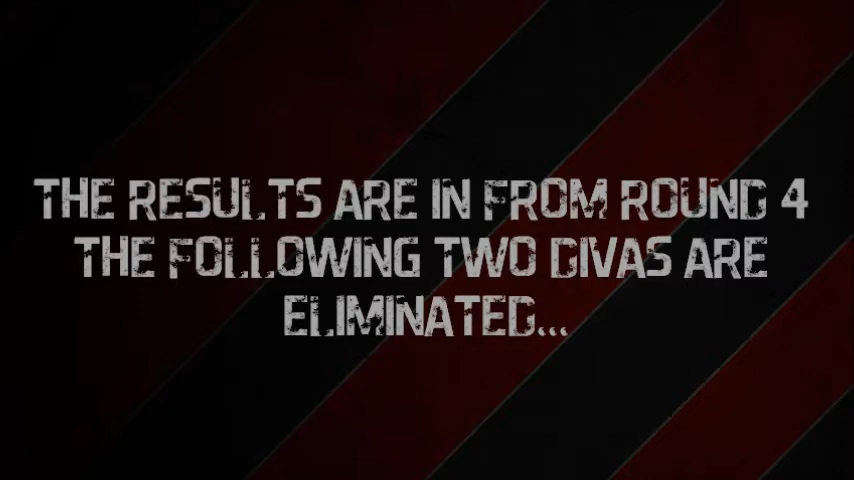 THE RESULTS ARE IN FROM ROUND 4
THE FOLLOWING TWO DIVAS ARE
ELIMINATED...